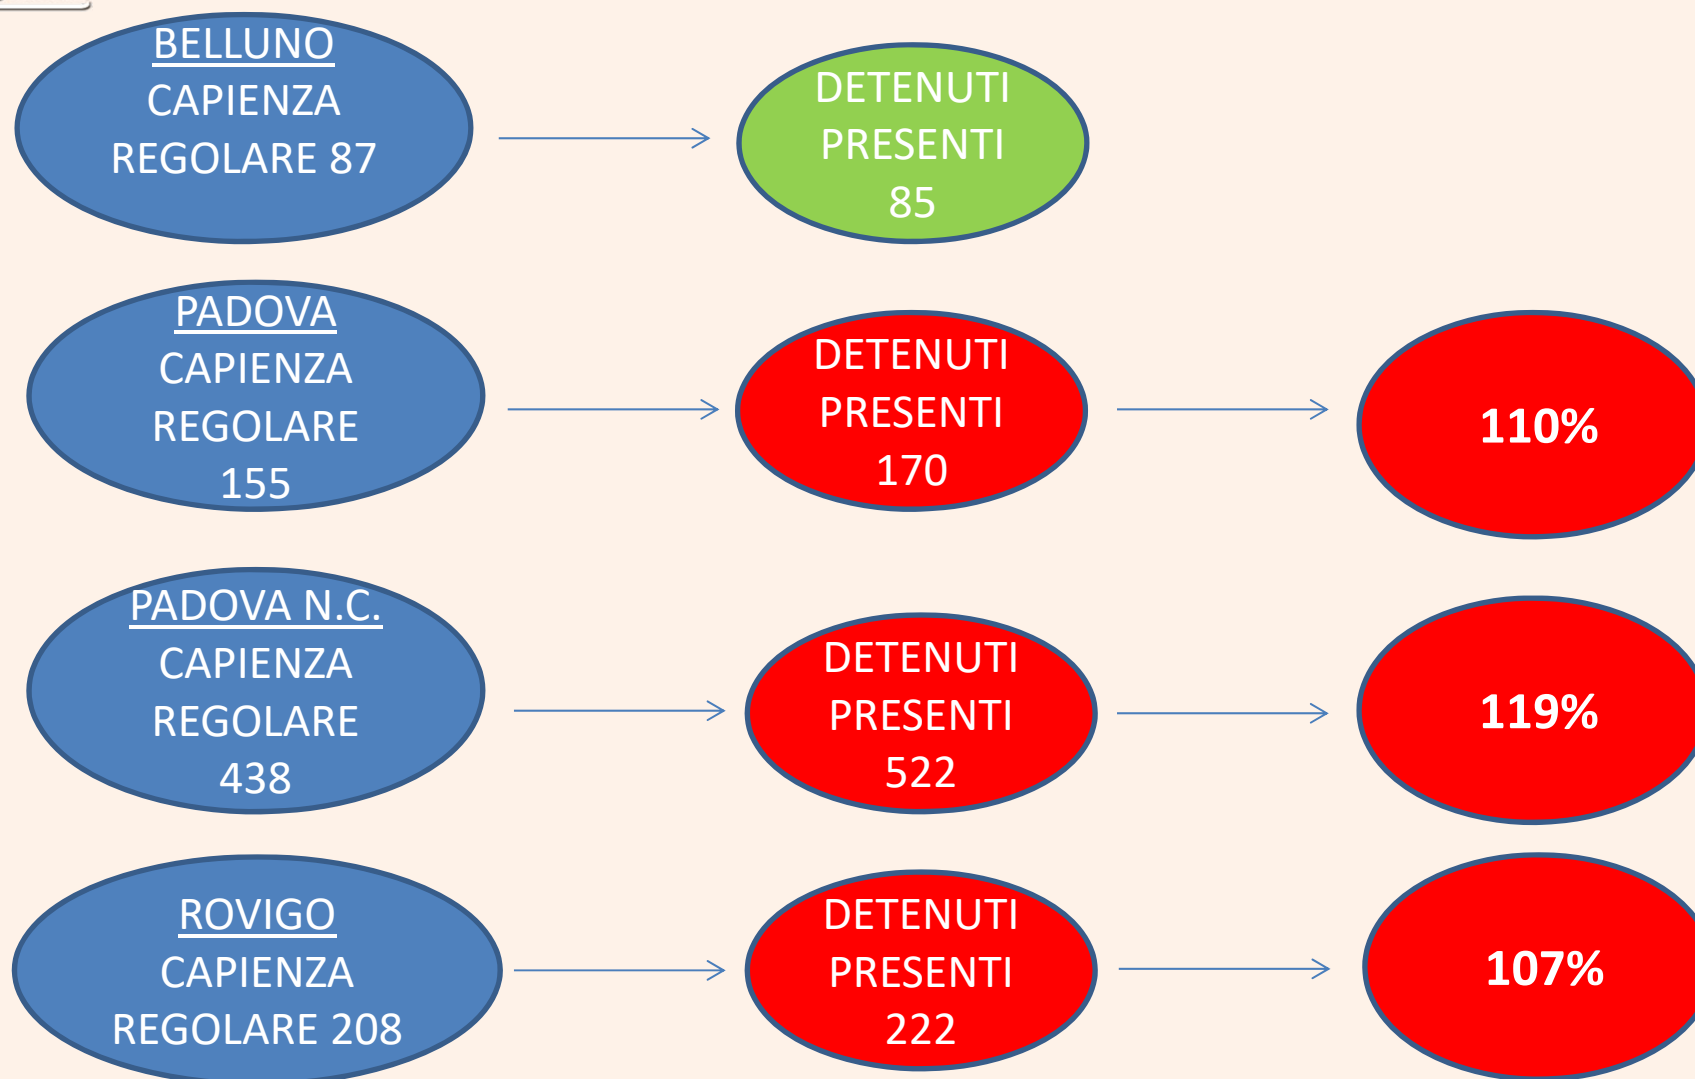 BELLUNO
CAPIENZA
REGOLARE 87
DETENUTI
PRESENTI
85
PADOVA
CAPIENZA
REGOLARE
155
DETENUTI
PRESENTI
170
110%
PADOVA N.C.
CAPIENZA
REGOLARE
438
DETENUTI
PRESENTI
522
119%
ROVIGO
CAPIENZA
REGOLARE 208
DETENUTI
PRESENTI
222
107%